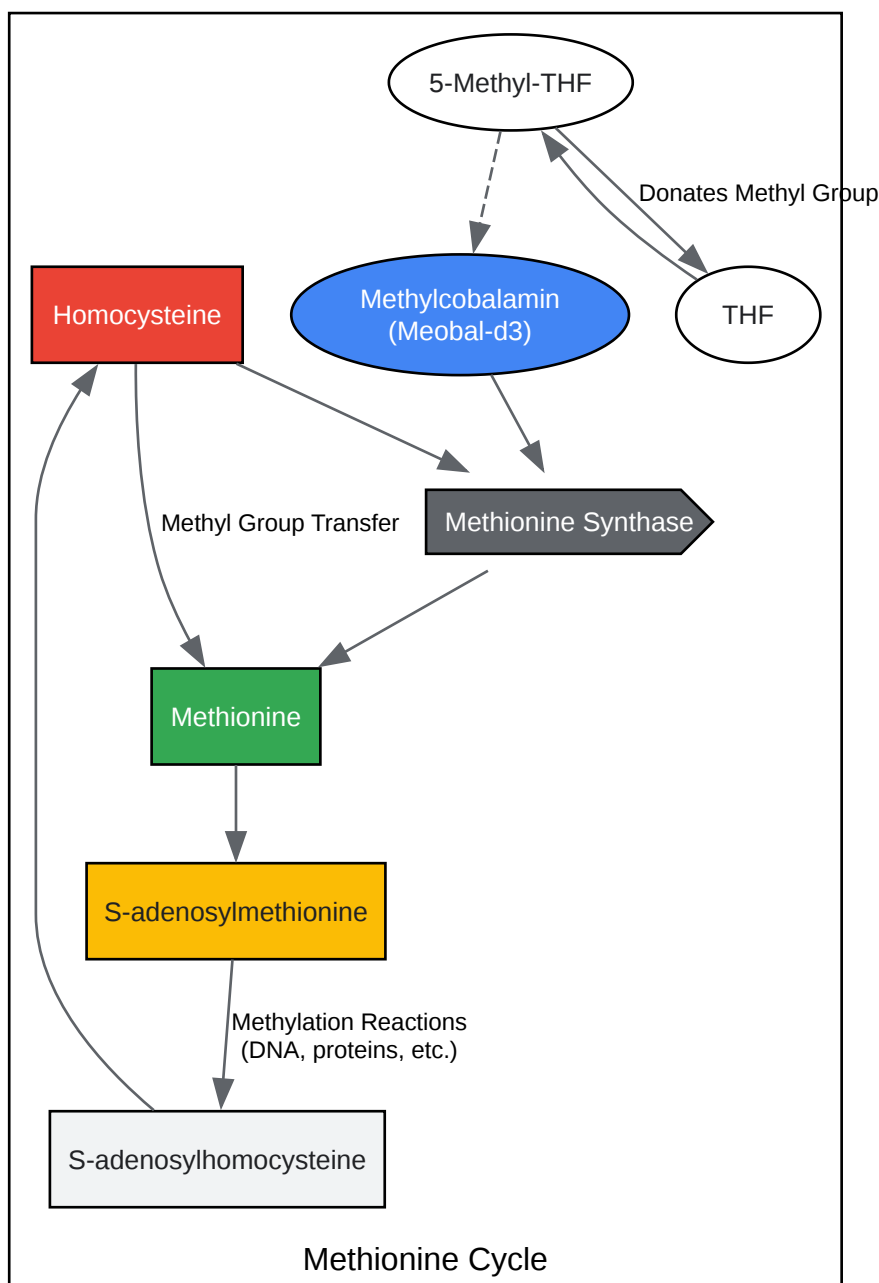 5-Methyl-THF
Donates Methyl Group
Homocysteine
Methylcobalamin
(Meobal-d3)
THF
Methyl Group Transfer
Methionine Synthase
Methionine
S-adenosylmethionine
Methylation Reactions
(DNA, proteins, etc.)
S-adenosylhomocysteine
Methionine Cycle